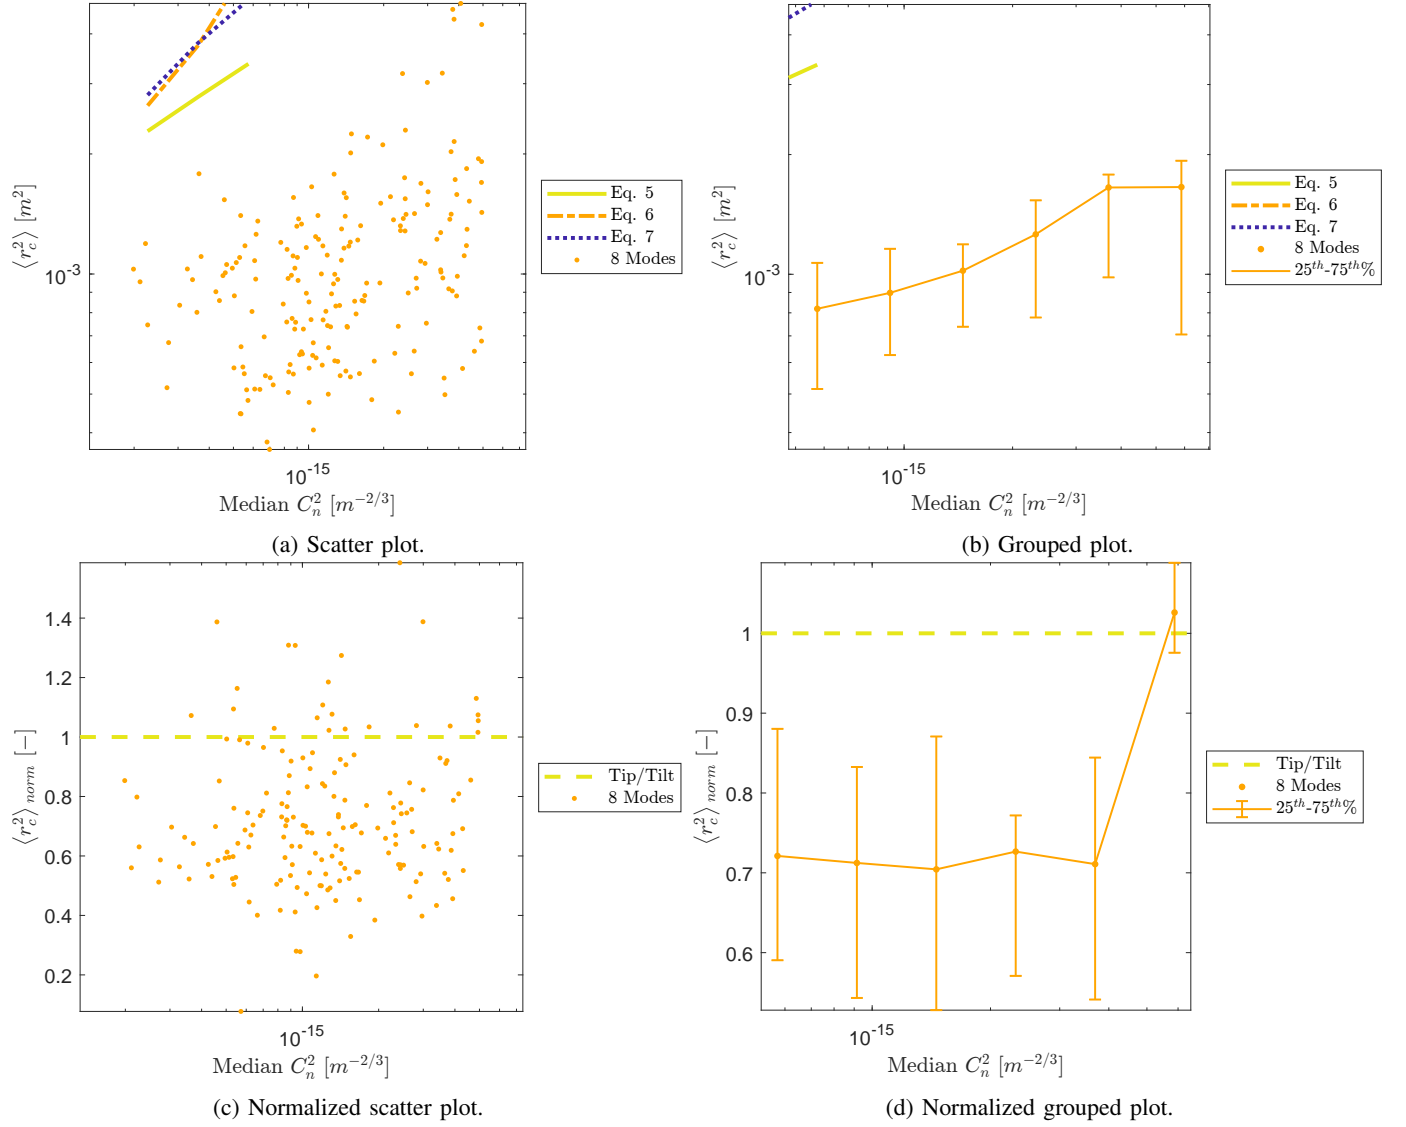 ⟨r_c^2⟩ [m^2]
10^-3
10^-15
Median C_n^2 [m^{-2/3}]
Eq. 5
Eq. 6
Eq. 7
8 Modes
(a) Scatter plot.
⟨r_c^2⟩ [m^2]
10^-3
10^-15
Median C_n^2 [m^{-2/3}]
Eq. 5
Eq. 6
Eq. 7
8 Modes
25^{th}-75^{th}%
(b) Grouped plot.
⟨r_c^2⟩_{norm} [−]
1.4
1.2
1
0.8
0.6
0.4
0.2
10^-15
Median C_n^2 [m^{-2/3}]
Tip/Tilt
8 Modes
(c) Normalized scatter plot.
⟨r_c^2⟩_{norm} [−]
1
0.9
0.8
0.7
0.6
10^-15
Median C_n^2 [m^{-2/3}]
Tip/Tilt
8 Modes
25^{th}-75^{th}%
(d) Normalized grouped plot.